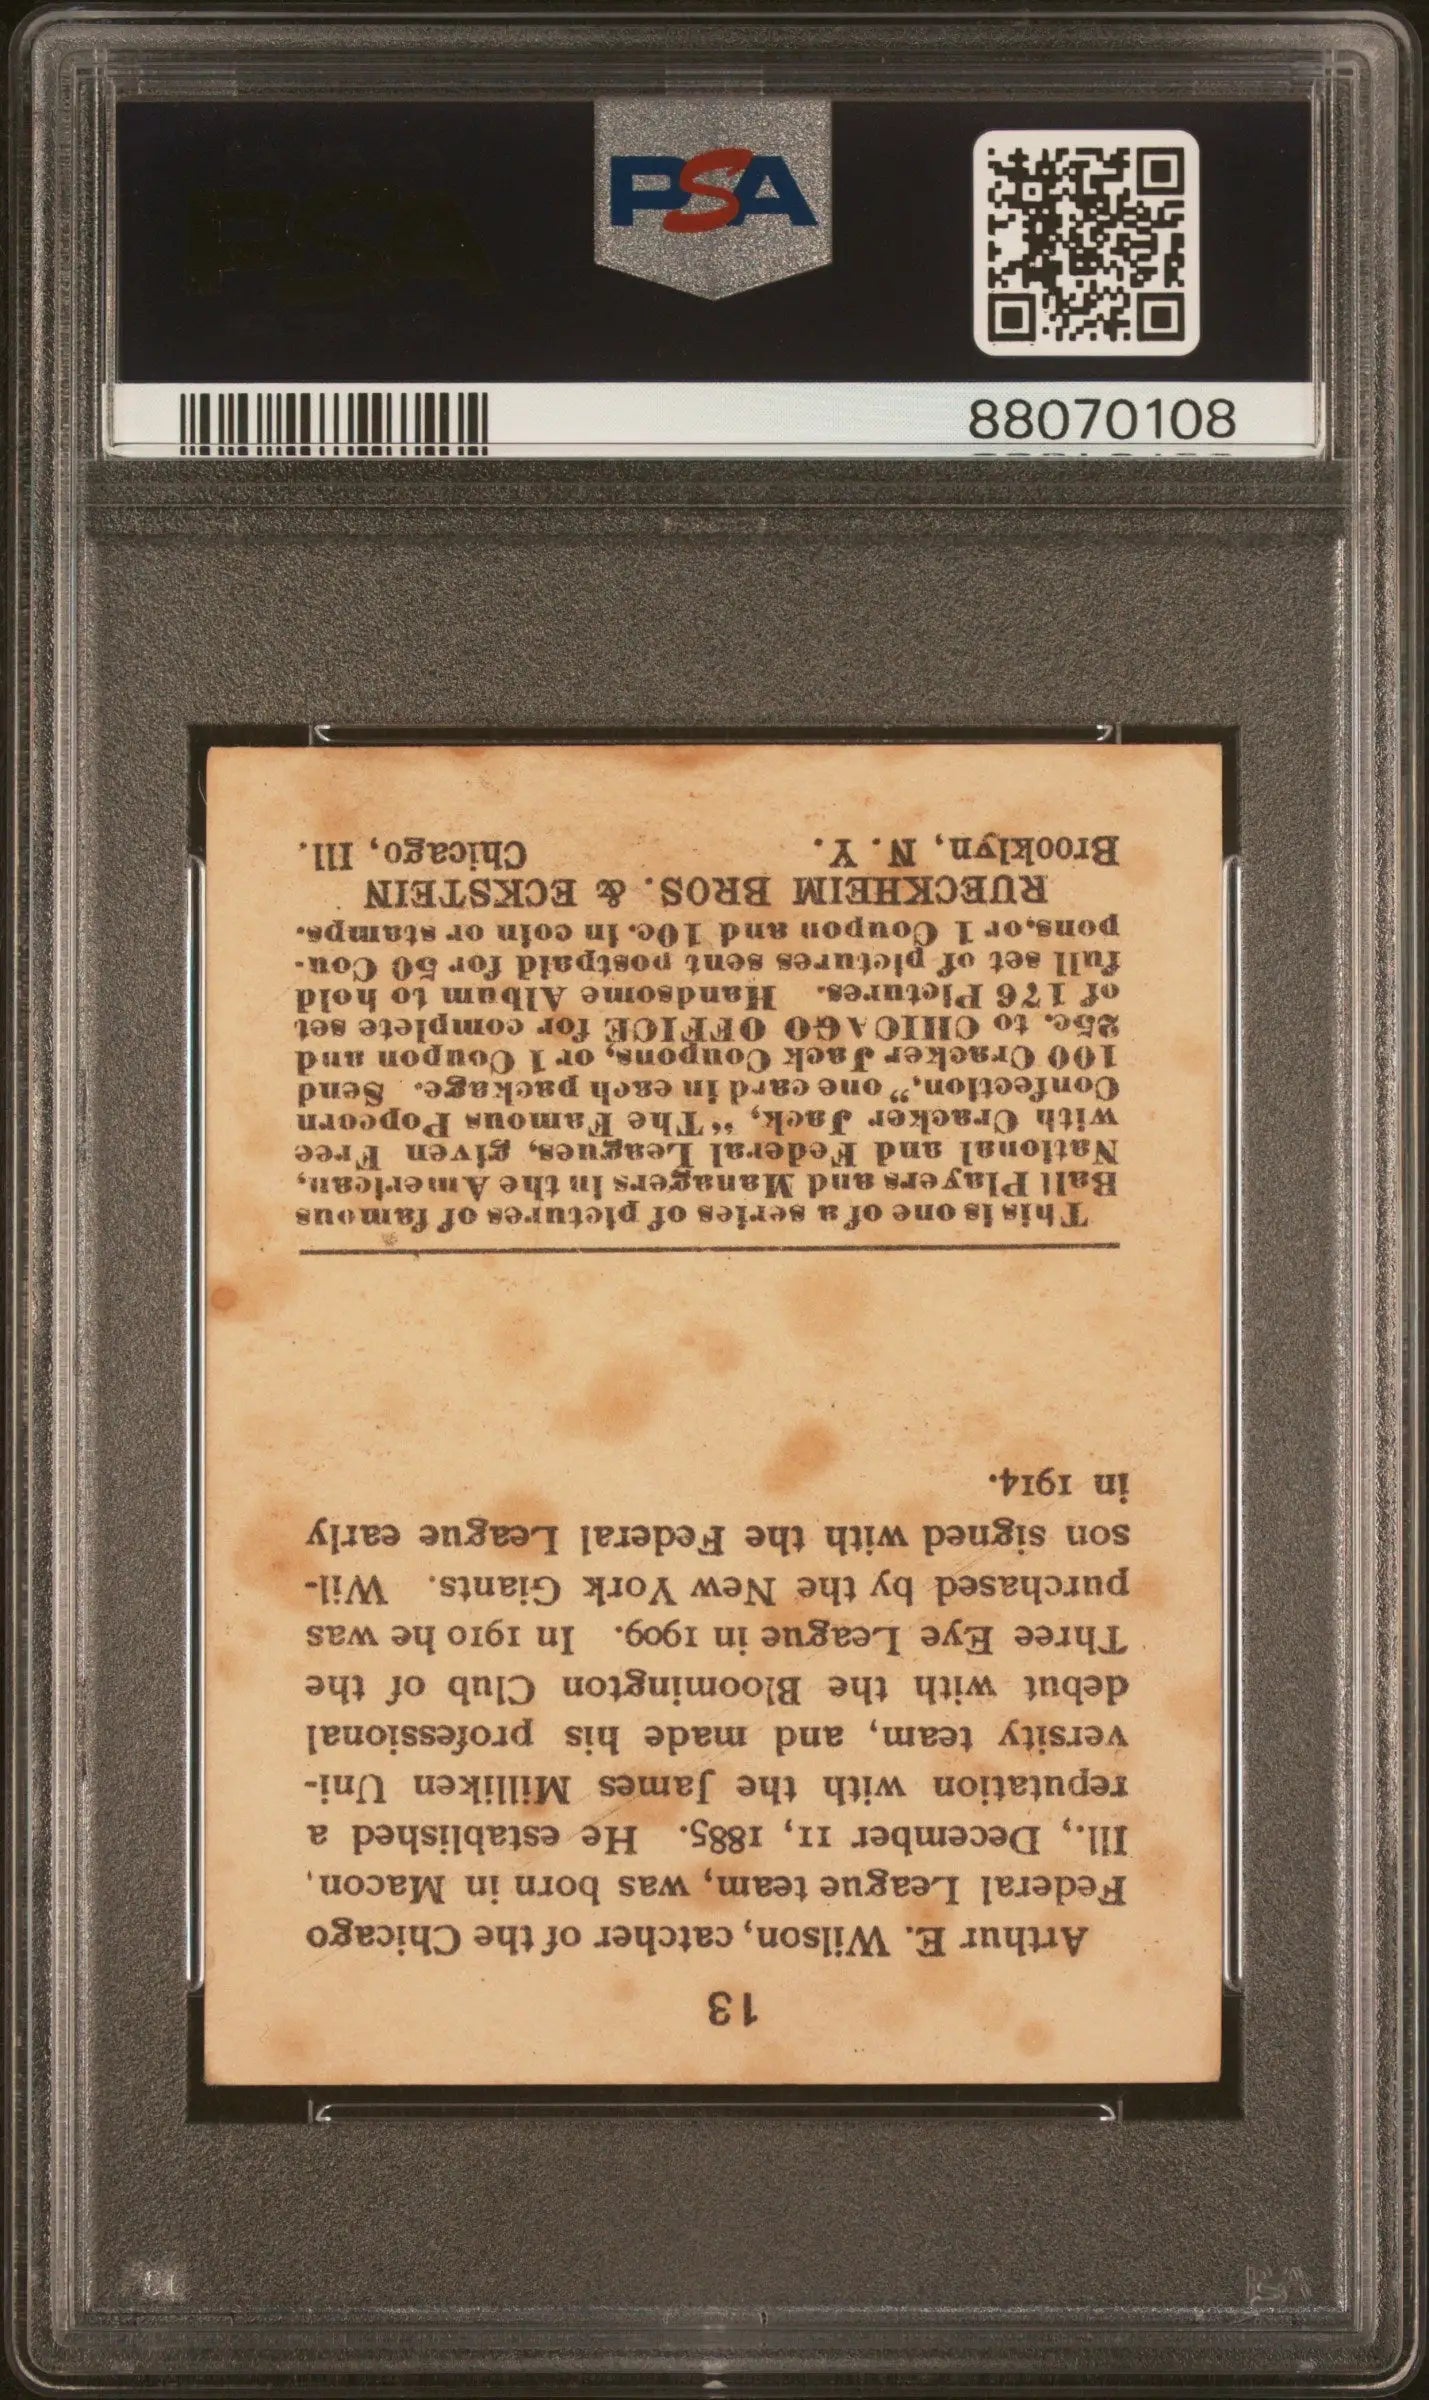 PSA
88070108
13
Arthur E. Wilson, catcher of the Chicago
Federal League team, was born in Macon,
Ill., December 11, 1885. He established a
reputation with the James Milliken Uni-
versity team, and made his professional
debut with the Bloomington Club of the
Three Eye League in 1909. In 1910 he was
purchased by the New York Giants. Wil-
son signed with the Federal League early
in 1914.
This is one of a series of pictures of famous
Ball Players and Managers in the American,
National and Federal Leagues, given Free
with Cracker Jack, “The Famous Popcorn
Confection,” one card in each package. Send
100 Cracker Jack Coupons, or 1 Coupon and
25c. to CHICAGO OFFICE for complete set
of 176 Pictures. Handsome Album to hold
full set of pictures sent postpaid for 50 Cou-
pons, or 1 Coupon and 10c. in coin or stamps.
RUECKHEIM BROS. & ECKSTEIN
Brooklyn, N. Y. Chicago, Ill.